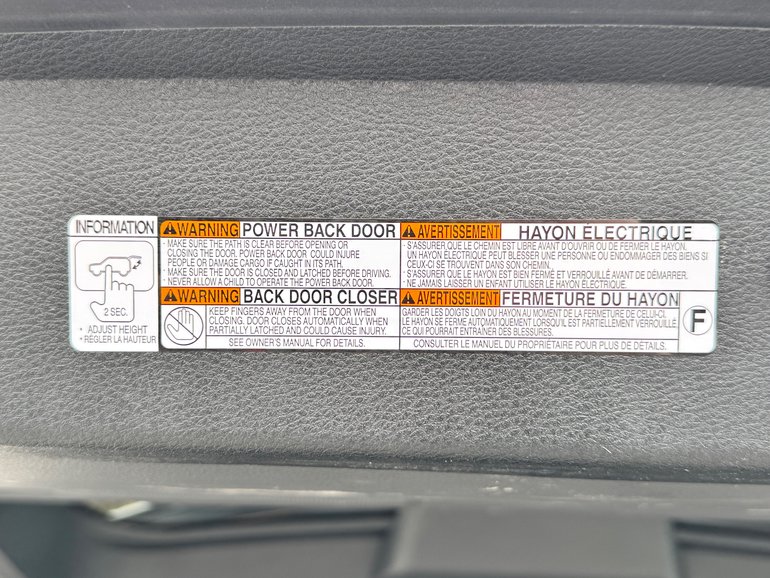 INFORMATION
2 SEC.
• ADJUST HEIGHT
• RÉGLER LA HAUTEUR
WARNING POWER BACK DOOR
• MAKE SURE THE PATH IS CLEAR BEFORE OPENING OR
CLOSING THE DOOR. POWER BACK DOOR COULD INJURE
PEOPLE OR DAMAGE CARGO IF CAUGHT IN ITS PATH.
• MAKE SURE THE DOOR IS CLOSED AND LATCHED BEFORE DRIVING.
• NEVER ALLOW A CHILD TO OPERATE THE POWER BACK DOOR.
WARNING BACK DOOR CLOSER
KEEP FINGERS AWAY FROM THE DOOR WHEN
CLOSING. DOOR CLOSES AUTOMATICALLY WHEN
PARTIALLY LATCHED AND COULD CAUSE INJURY.
SEE OWNER'S MANUAL FOR DETAILS.
AVERTISSEMENT HAYON ÉLECTRIQUE
• S'ASSURER QUE LE CHEMIN EST LIBRE AVANT D'OUVRIR OU DE FERMER LE HAYON.
UN HAYON ÉLECTRIQUE PEUT BLESSER UNE PERSONNE OU ENDOMMAGER DES BIENS SI
CEUX-CI SE TROUVENT DANS SON CHEMIN.
• S'ASSURER QUE LE HAYON EST BIEN FERMÉ ET VERROUILLÉ AVANT DE DÉMARRER.
• NE JAMAIS LAISSER UN ENFANT UTILISER LE HAYON ÉLECTRIQUE.
AVERTISSEMENT FERMETURE DU HAYON
GARDER LES DOIGTS LOIN DU HAYON AU MOMENT DE LA FERMETURE DE CELUI-CI.
LE HAYON SE FERME AUTOMATIQUEMENT LORSQU'IL EST PARTIELLEMENT VERROUILLÉ,
CE QUI POURRAIT ENTRAÎNER DES BLESSURES.
CONSULTER LE MANUEL DU PROPRIÉTAIRE POUR PLUS DE DÉTAILS.
F